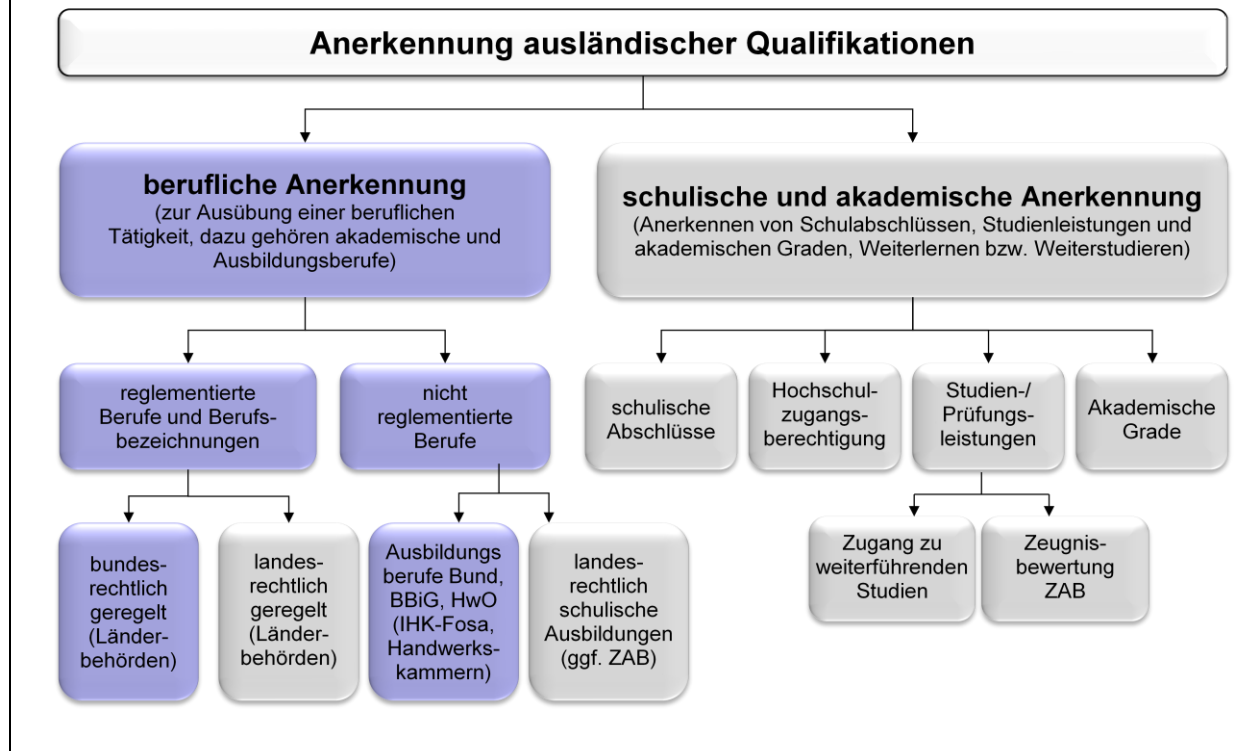 Anerkennung ausländischer Qualifikationen
berufliche Anerkennung
(zur Ausübung einer beruflichen
Tätigkeit, dazu gehören akademische und
Ausbildungsberufe)
schulische und akademische Anerkennung
(Anerkennen von Schulabschlüssen, Studienleistungen und
akademischen Graden, Weiterlernen bzw. Weiterstudieren)
reglementierte
Berufe und Berufs-
bezeichnungen
nicht
reglementierte
Berufe
schulische
Abschlüsse
Hochschul-
zugangs-
berechtigung
Studien-/
Prüfungs-
leistungen
Akademische
Grade
bundes-
rechtlich
geregelt
(Länder-
behörden)
landes-
rechtlich
geregelt
(Länder-
behörden)
Ausbildungs
berufe Bund,
BBiG, HwO
(IHK-Fosa,
Handwerks-
kammern)
landes-
rechtlich
schulische
Ausbildungen
(ggf. ZAB)
Zugang zu
weiterführenden
Studien
Zeugnis-
bewertung
ZAB